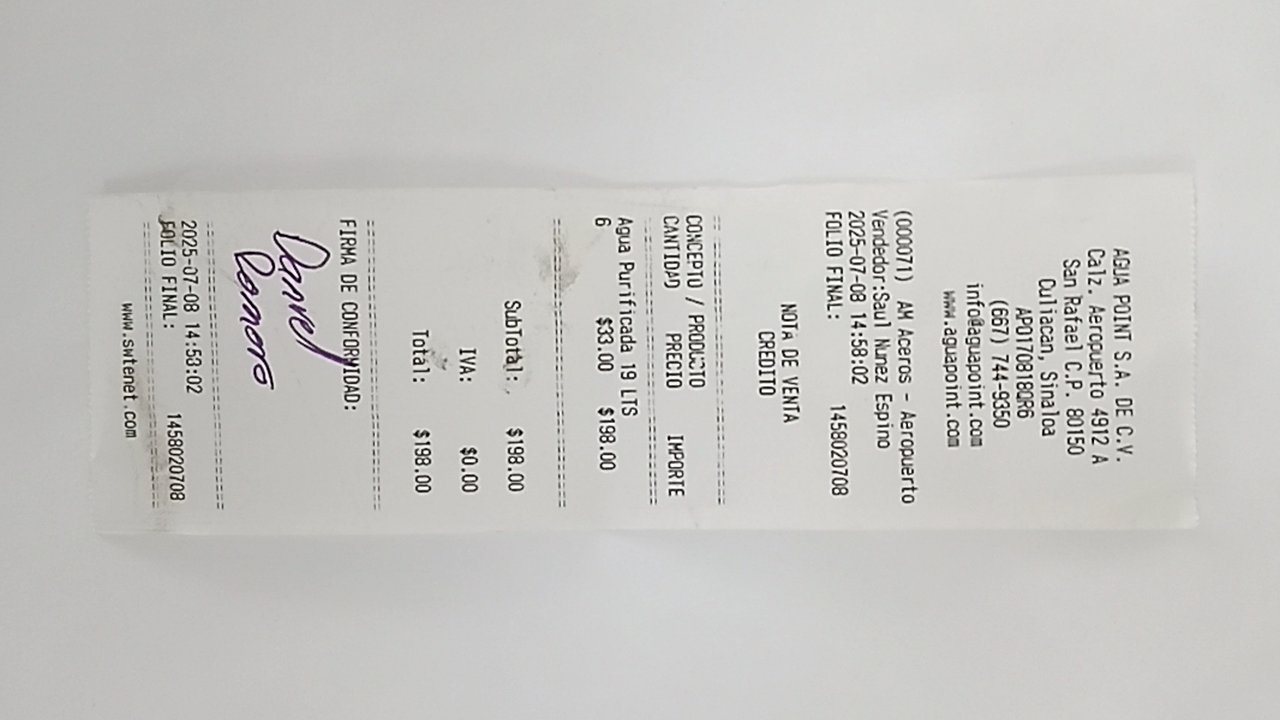 AGUA POINT S.A. DE C.V.
Calz. Aeropuerto 4912 A
San Rafael C.P. 80150
Culiacan, Sinaloa
APO170818QR6
(667) 744-9350
info@aguapoint.com
www.aguapoint.com
(000071) AM Aceros - Aeropuerto
Vendedor:Saul Nunez Espino
2025-07-08 14:58:02
FOLIO FINAL: 1458020708
NOTA DE VENTA
CREDITO
CONCEPTO / PRODUCTO
CANTIDAD PRECIO IMPORTE
Agua Purificada 19 LTS
6 $33.00 $198.00
SubTotal: $198.00
IVA: $0.00
Total: $198.00
FIRMA DE CONFORMIDAD:
Daniel
Romero
2025-07-08 14:58:02
FOLIO FINAL: 1458020708
www.swtenet.com